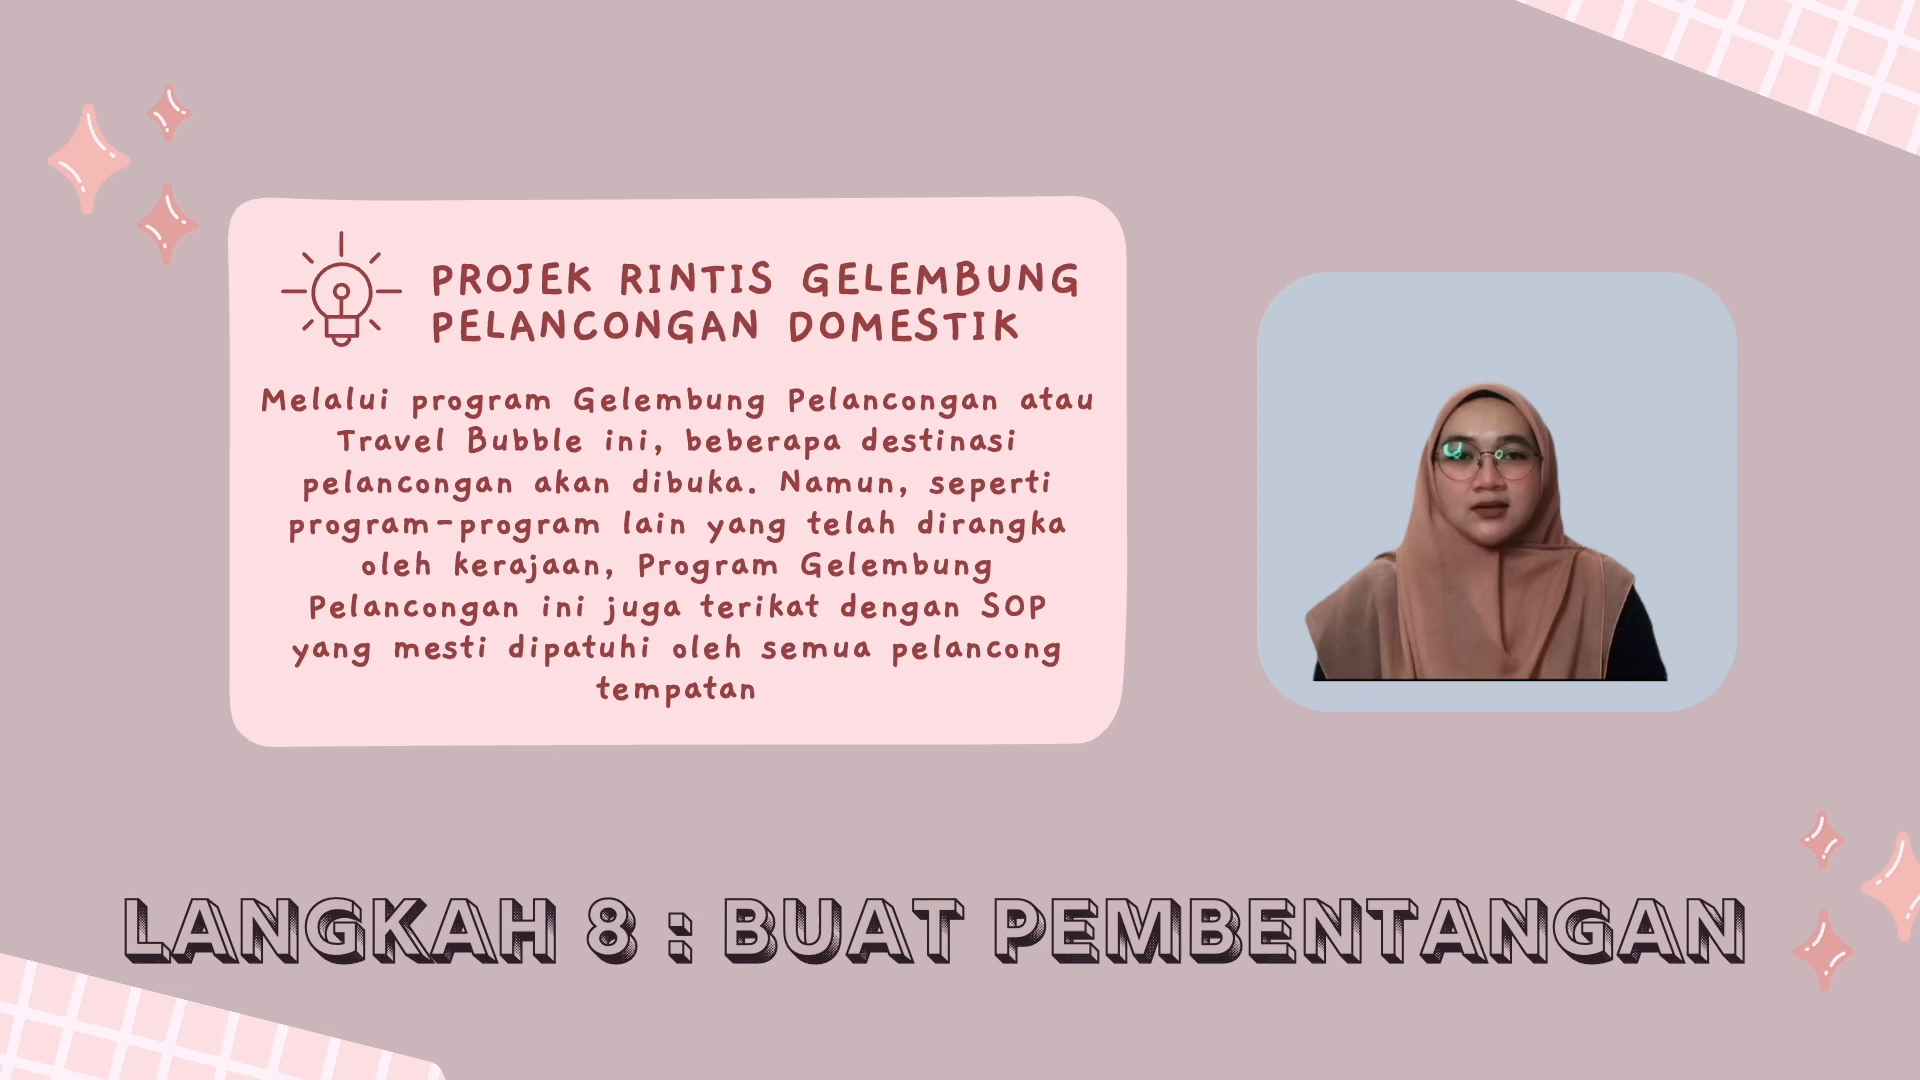 PROJEK RINTIS GELEMBUNG
PELANCONGAN DOMESTIK
Melalui program Gelembung Pelancongan atau
Travel Bubble ini, beberapa destinasi
pelancongan akan dibuka. Namun, seperti
program-program lain yang telah dirangka
oleh kerajaan, Program Gelembung
Pelancongan ini juga terikat dengan SOP
yang mesti dipatuhi oleh semua pelancong
tempatan
LANGKAH 8 : BUAT PEMBENTANGAN